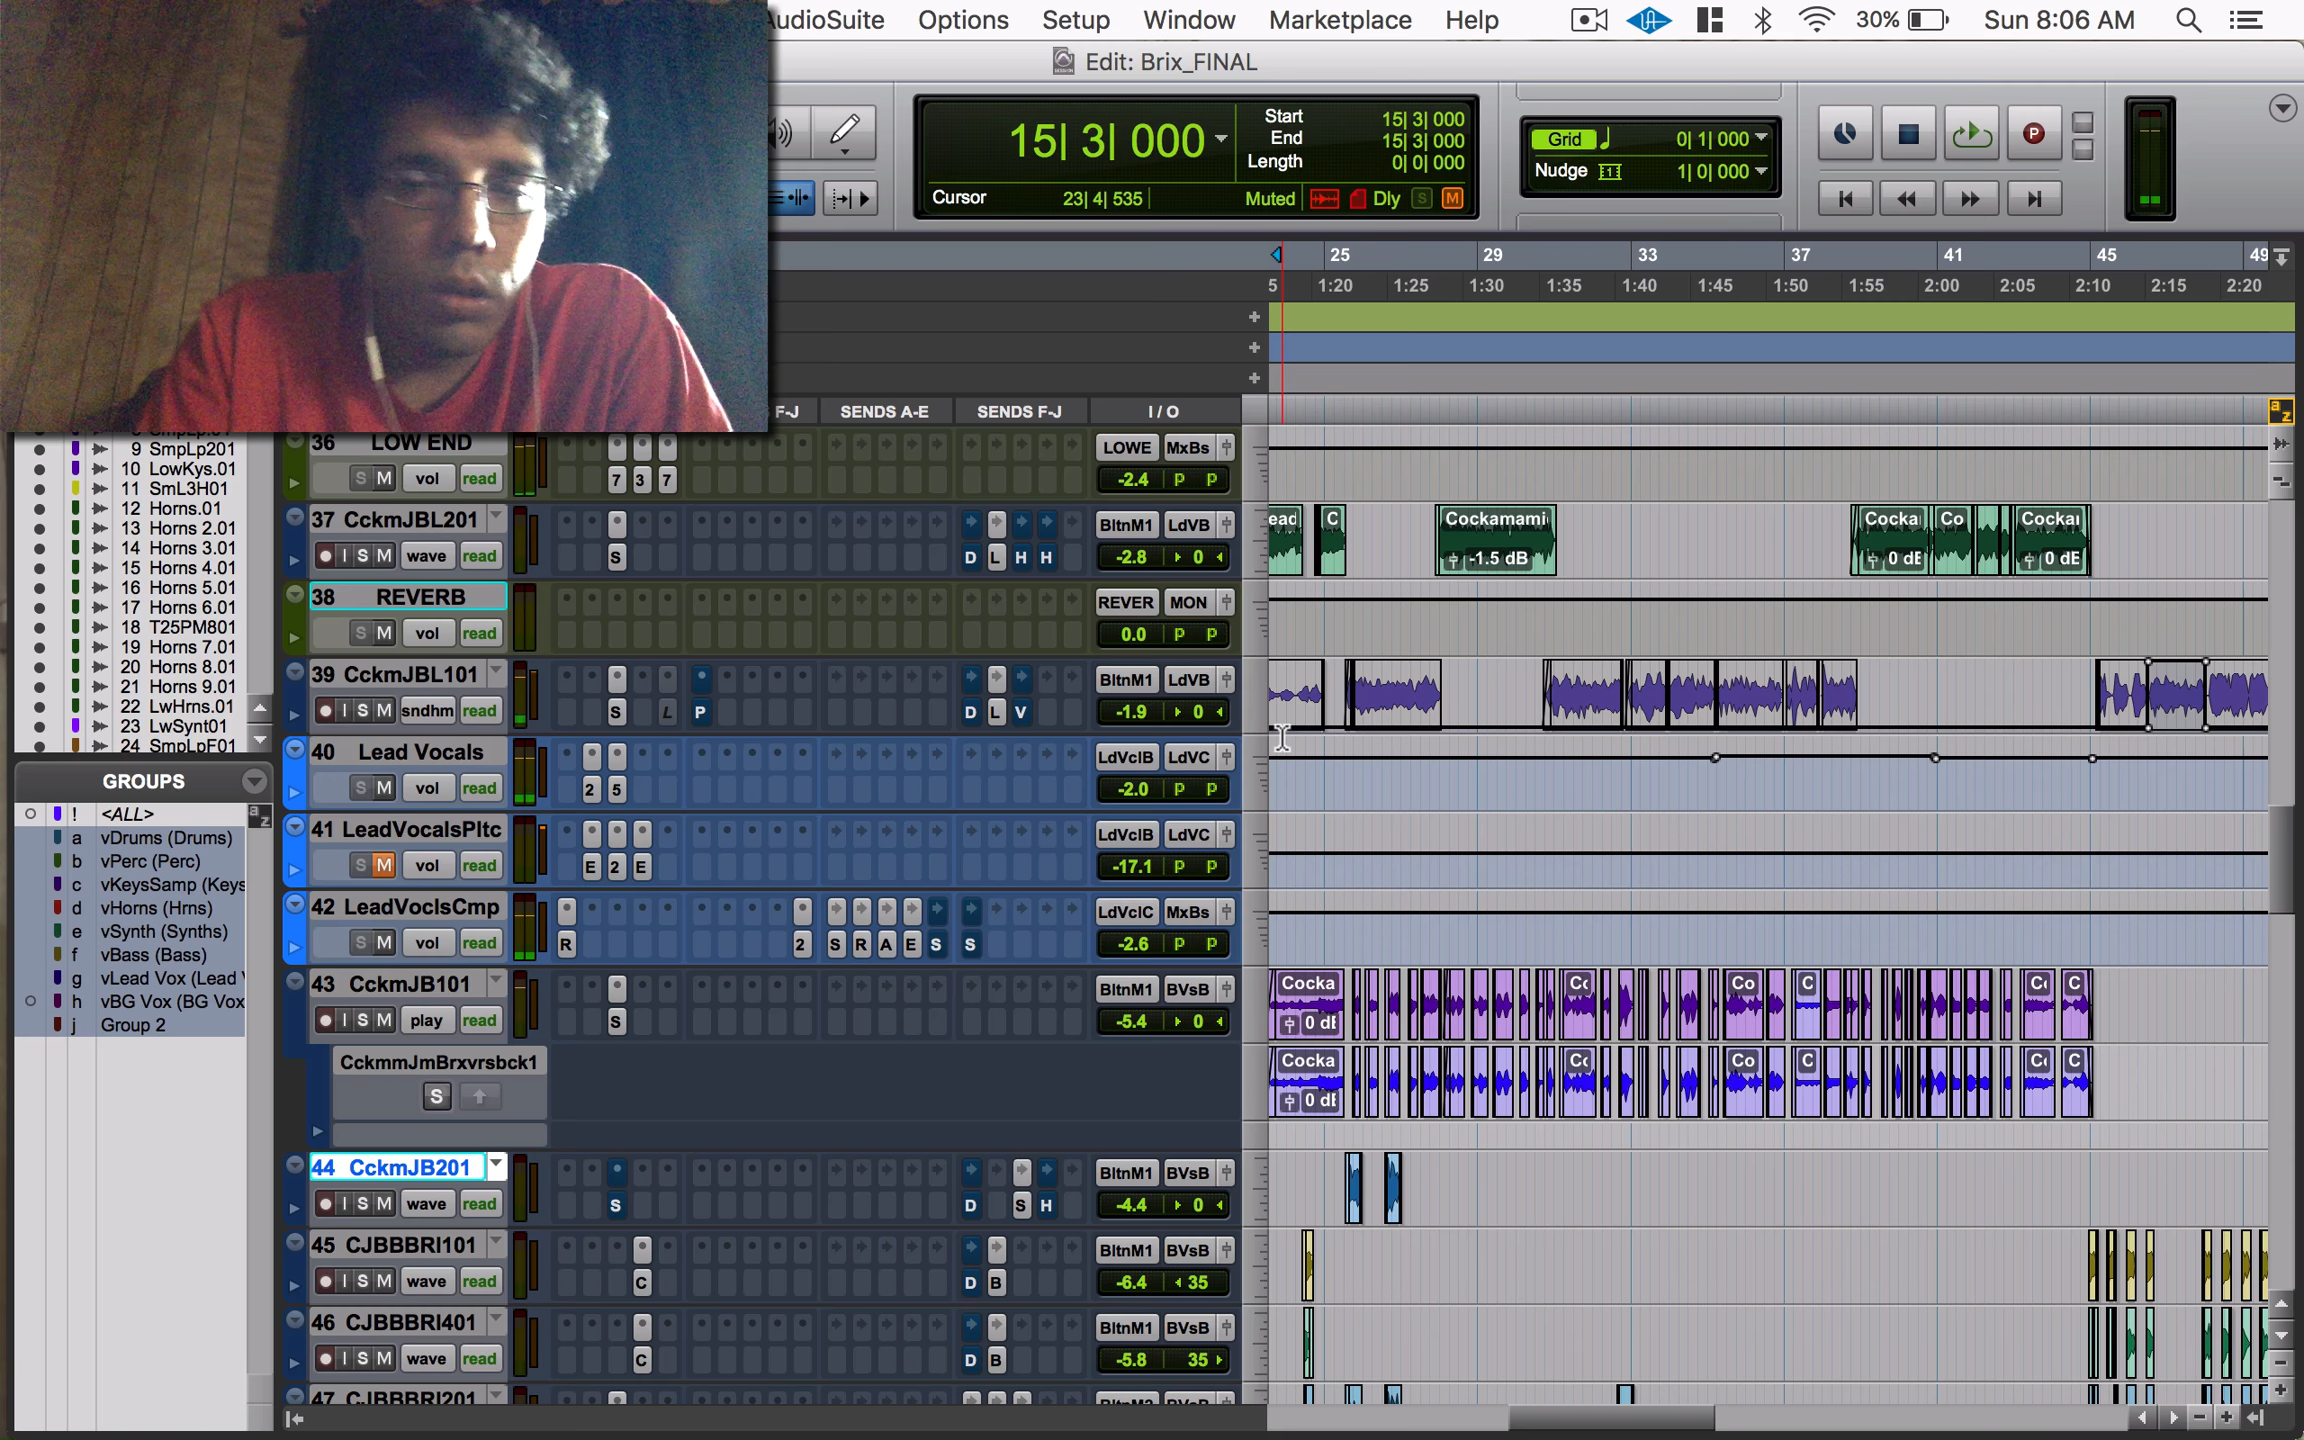 AudioSuite Options Setup Window Marketplace Help 30% Sun 8:06 AM
Edit: Brix_FINAL
15| 3| 000
Start 15| 3| 000
End 15| 3| 000
Length 0| 0| 000
Cursor 23| 4| 535
Muted Dly S M
Grid 0| 1| 000
Nudge 1| 0| 000
P
25 29 33 37 41 45 49
5 1:20 1:25 1:30 1:35 1:40 1:45 1:50 1:55 2:00 2:05 2:10 2:15 2:20
F-J SENDS A-E SENDS F-J I / O
a z
9 SmpLp201
10 LowKys.01
11 SmL3H01
12 Horns.01
13 Horns 2.01
14 Horns 3.01
15 Horns 4.01
16 Horns 5.01
17 Horns 6.01
18 T25PM801
19 Horns 7.01
20 Horns 8.01
21 Horns 9.01
22 LwHrns.01
23 LwSynt01
24 SmpLpF01
GROUPS
! <ALL> a z
a vDrums (Drums)
b vPerc (Perc)
c vKeysSamp (Keys
d vHorns (Hrns)
e vSynth (Synths)
f vBass (Bass)
g vLead Vox (Lead
h vBG Vox (BG Vox
j Group 2
36 LOW END LOWE MxBs
S M vol read 7 3 7 -2.4 P P
37 CckmJBL201 BltnM1 LdVB
I S M wave read S D L H H -2.8 0
ead C Cockamami Cockai Co Cockai
-1.5 dB 0 dE 0 dE
38 REVERB REVER MON
S M vol read 0.0 P P
39 CckmJBL101 BltnM1 LdVB
I S M sndhm read S L P D L V -1.9 0
40 Lead Vocals LdVclB LdVC
S M vol read 2 5 -2.0 P P
41 LeadVocalsPltc LdVclB LdVC
S M vol read E 2 E -17.1 P P
42 LeadVoclsCmp LdVclC MxBs
S M vol read R 2 S R A E S S -2.6 P P
43 CckmJB101 BltnM1 BVsB
I S M play read S -5.4 0
Cocka Co C C
0 dE
CckmmJmBrxvrsbck1
S
Cocka Co C C
0 dE
44 CckmJB201 BltnM1 BVsB
I S M wave read S D S H -4.4 0
45 CJBBBRI101 BltnM1 BVsB
I S M wave read C D B -6.4 35
46 CJBBBRI401 BltnM1 BVsB
I S M wave read C D B -5.8 35
47 CJBBBRI201